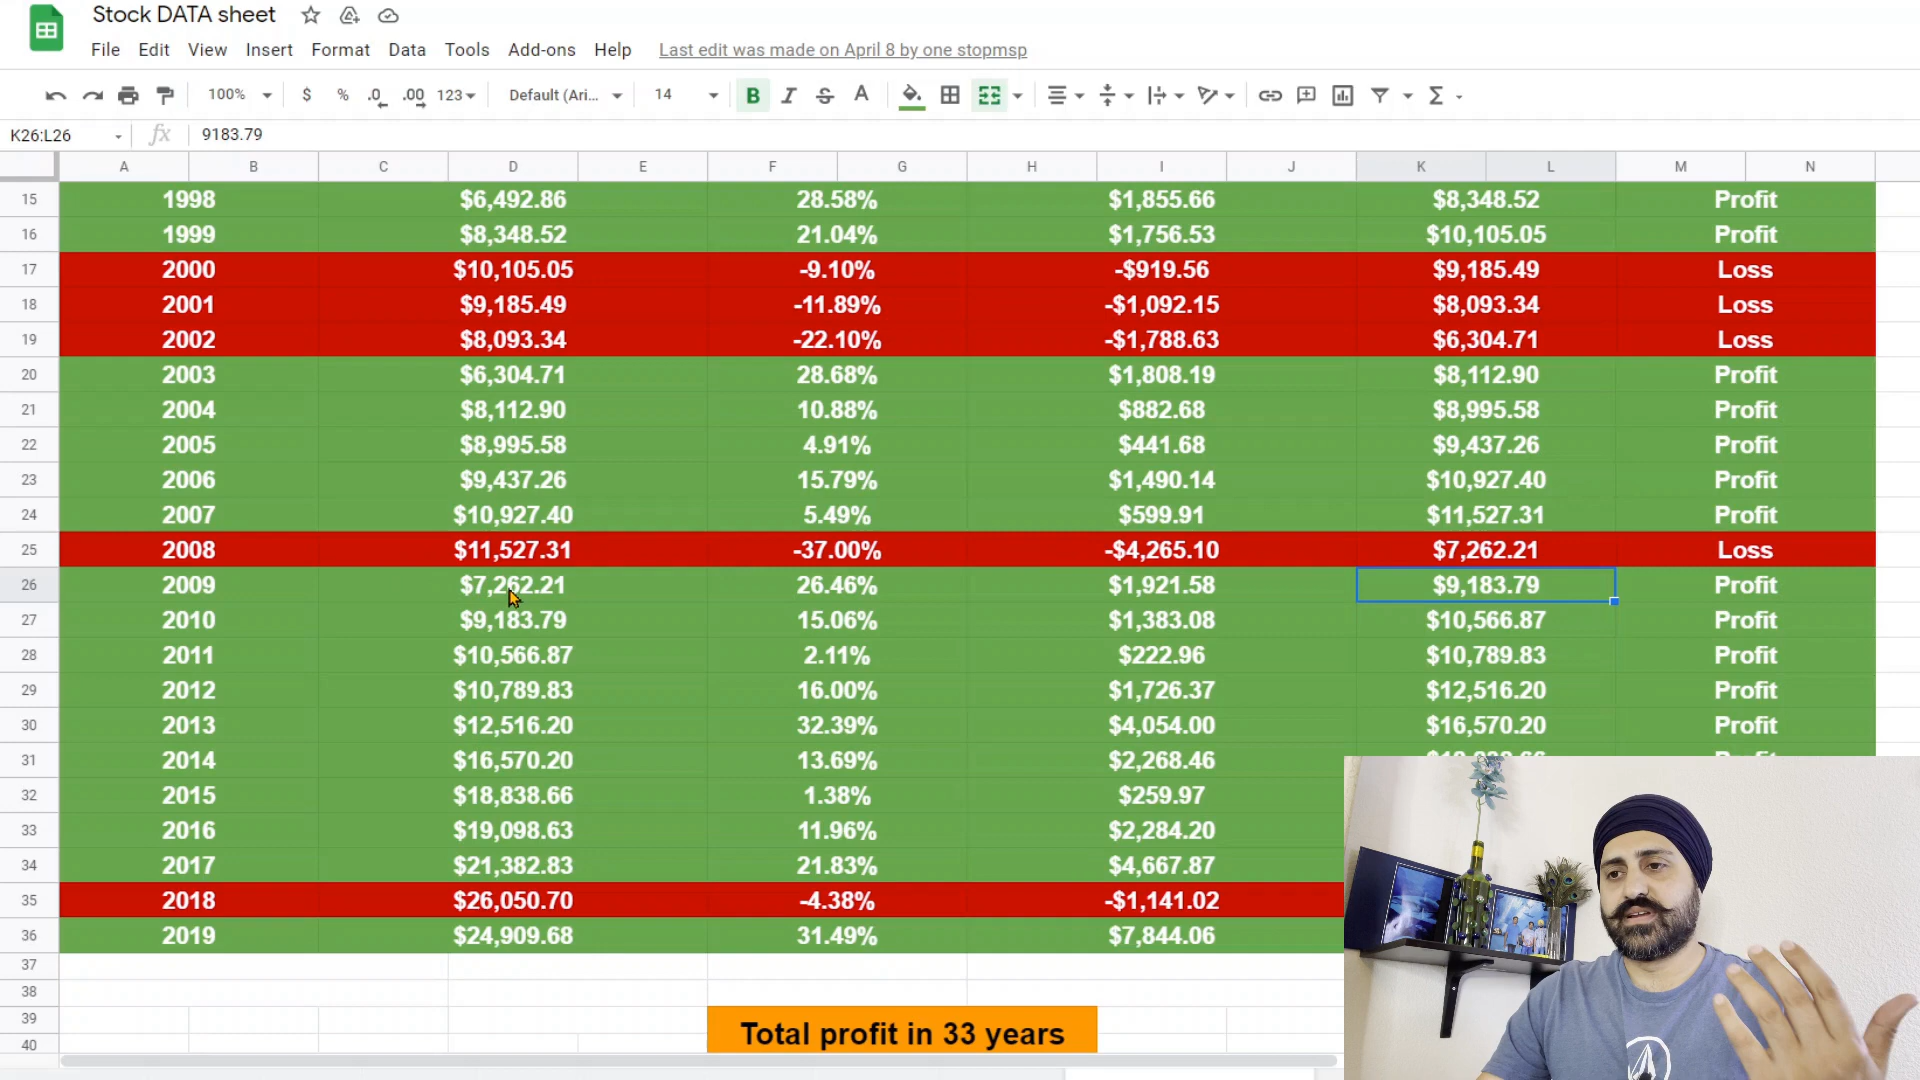 Stock DATA sheet
File Edit View Insert Format Data Tools Add-ons Help Last edit was made on April 8 by one stopmsp
100% $ % .0 .00 123 Default (Ari... 14 B I S A Σ
K26:L26 fx 9183.79
A B C D E F G H I J K L M N
15 1998 $6,492.86 28.58% $1,855.66 $8,348.52 Profit
16 1999 $8,348.52 21.04% $1,756.53 $10,105.05 Profit
17 2000 $10,105.05 -9.10% -$919.56 $9,185.49 Loss
18 2001 $9,185.49 -11.89% -$1,092.15 $8,093.34 Loss
19 2002 $8,093.34 -22.10% -$1,788.63 $6,304.71 Loss
20 2003 $6,304.71 28.68% $1,808.19 $8,112.90 Profit
21 2004 $8,112.90 10.88% $882.68 $8,995.58 Profit
22 2005 $8,995.58 4.91% $441.68 $9,437.26 Profit
23 2006 $9,437.26 15.79% $1,490.14 $10,927.40 Profit
24 2007 $10,927.40 5.49% $599.91 $11,527.31 Profit
25 2008 $11,527.31 -37.00% -$4,265.10 $7,262.21 Loss
26 2009 $7,262.21 26.46% $1,921.58 $9,183.79 Profit
27 2010 $9,183.79 15.06% $1,383.08 $10,566.87 Profit
28 2011 $10,566.87 2.11% $222.96 $10,789.83 Profit
29 2012 $10,789.83 16.00% $1,726.37 $12,516.20 Profit
30 2013 $12,516.20 32.39% $4,054.00 $16,570.20 Profit
31 2014 $16,570.20 13.69% $2,268.46
32 2015 $18,838.66 1.38% $259.97
33 2016 $19,098.63 11.96% $2,284.20
34 2017 $21,382.83 21.83% $4,667.87
35 2018 $26,050.70 -4.38% -$1,141.02
36 2019 $24,909.68 31.49% $7,844.06
37
38
39
40
Total profit in 33 years